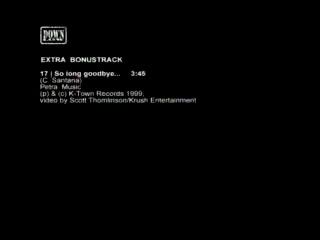 DOWN
EXTRA BONUSTRACK
17 | So long goodbye... 3:45
(C. Santana)
Petra Music
(p) & (c) K-Town Records 1999,
video by Scott Thomlinson/Krush Entertainment